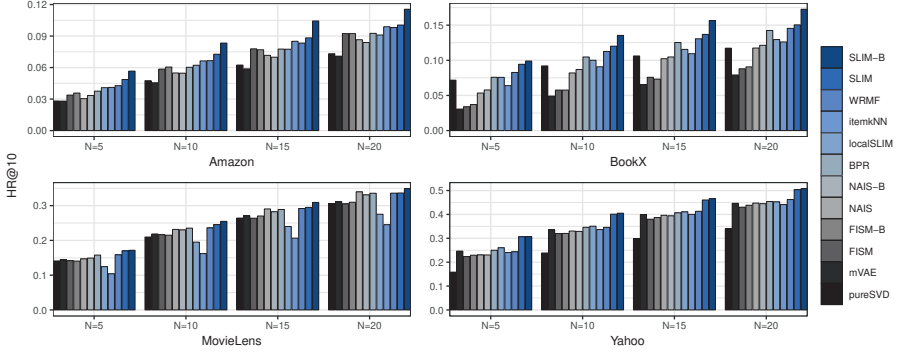 HR@10
0.12
0.09
0.06
0.03
0.00
N=5 N=10 N=15 N=20
Amazon
0.15
0.10
0.05
0.00
N=5 N=10 N=15 N=20
BookX
0.3
0.2
0.1
0.0
N=5 N=10 N=15 N=20
MovieLens
0.5
0.4
0.3
0.2
0.1
0.0
N=5 N=10 N=15 N=20
Yahoo
SLIM-B
SLIM
WRMF
itemkNN
localSLIM
BPR
NAIS-B
NAIS
FISM-B
FISM
mVAE
pureSVD